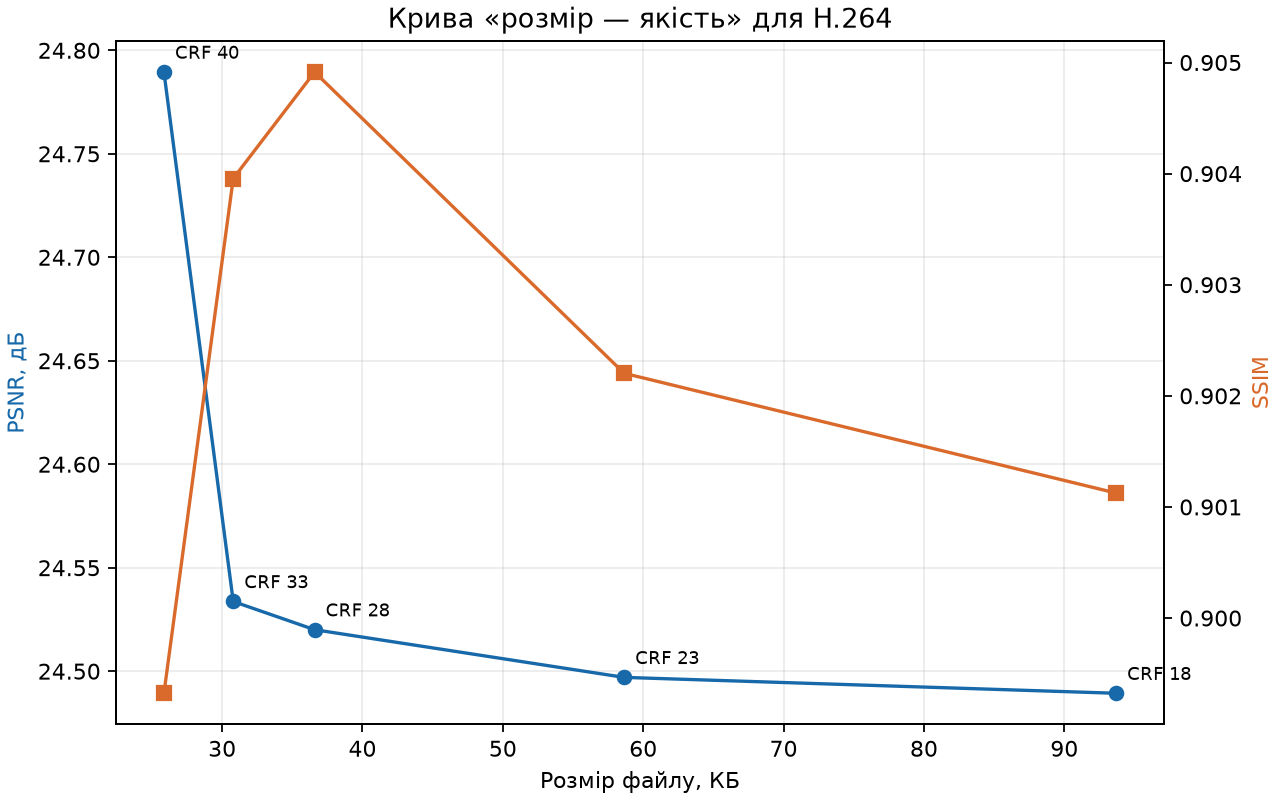 Крива «розмір — якість» для H.264
24.80
24.75
24.70
24.65
24.60
24.55
24.50
PSNR, дБ
CRF 40
CRF 33
CRF 28
CRF 23
CRF 18
0.905
0.904
0.903
0.902
0.901
0.900
SSIM
30 40 50 60 70 80 90
Розмір файлу, КБ